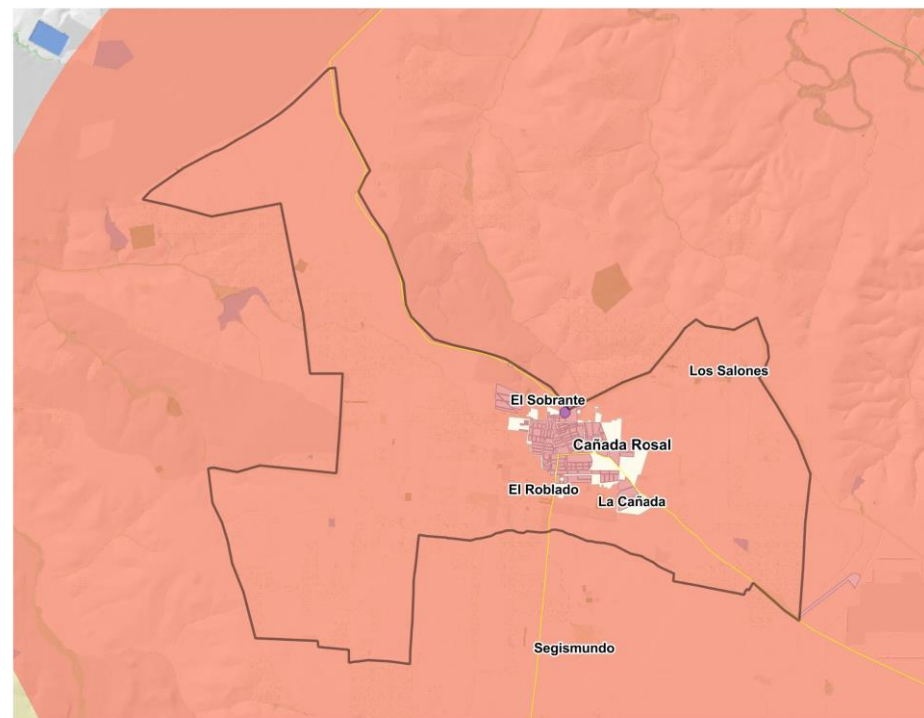 Los Salones
El Sobrante
Cañada Rosal
El Roblado
La Cañada
Segismundo